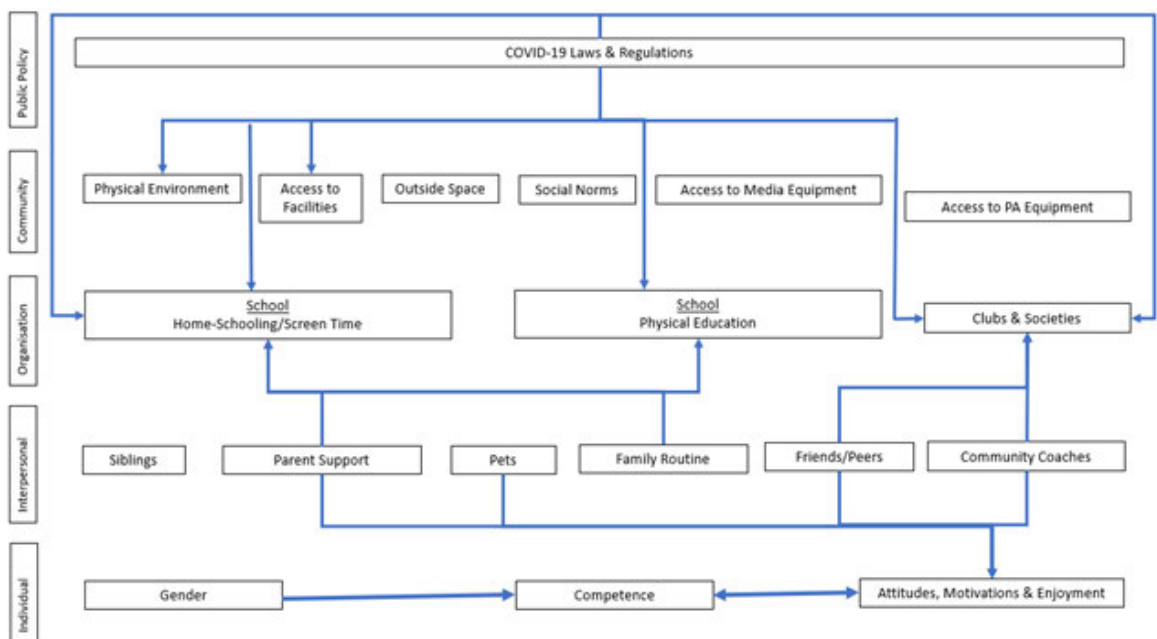 Public Policy
COVID-19 Laws & Regulations
Community
Physical Environment
Access to
Facilities
Outside Space
Social Norms
Access to Media Equipment
Access to PA Equipment
Organisation
School
Home-Schooling/Screen Time
School
Physical Education
Clubs & Societies
Interpersonal
Siblings
Parent Support
Pets
Family Routine
Friends/Peers
Community Coaches
Individual
Gender
Competence
Attitudes, Motivations & Enjoyment